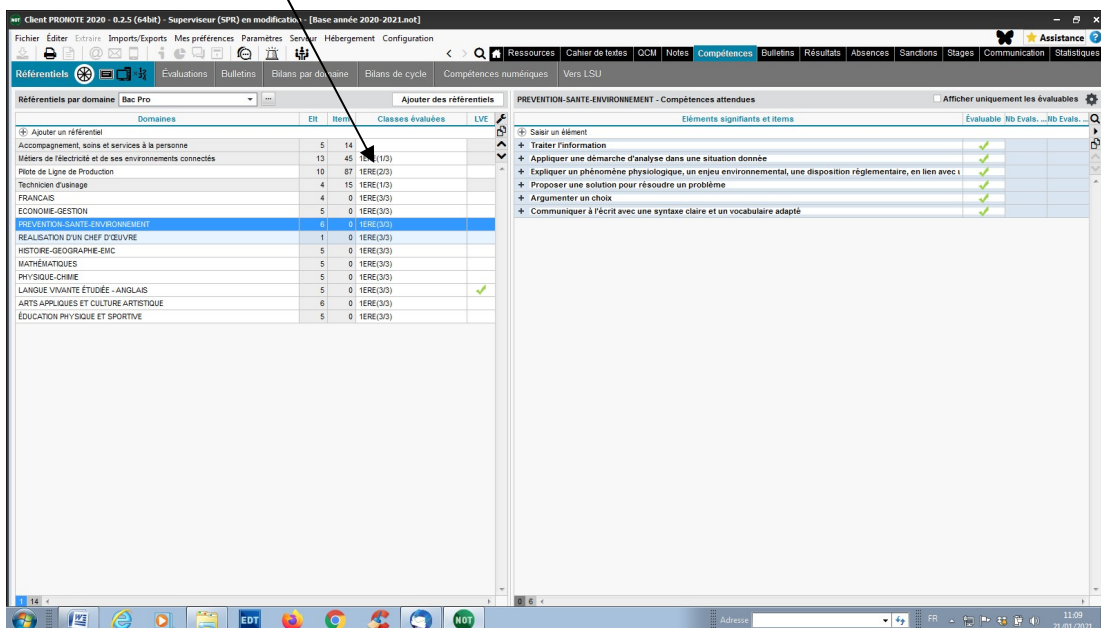 Client PRONOTE 2020 - 0.2.5 (64bit) - Superviseur (SPR) en modification - [Base année 2020-2021.not]
Fichier Éditer Extraire Imports/Exports Mes préférences Paramètres Serveur Hébergement Configuration
Assistance
Ressources Cahier de textes QCM Notes Compétences Bulletins Résultats Absences Sanctions Stages Communication Statistiques
Référentiels Évaluations Bulletins Bilans par domaine Bilans de cycle Compétences numériques Vers LSU
Référentiels par domaine Bac Pro ... Ajouter des référentiels
Domaines Elt Items Classes évaluées LVE
Ajouter un référentiel
Accompagnement, soins et services à la personne 5 14
Métiers de l'électricité et de ses environnements connectés 13 45 1ERE(1/3)
Pilote de Ligne de Production 10 87 1ERE(2/3)
Technicien d'usinage 4 15 1ERE(1/3)
FRANCAIS 4 0 1ERE(3/3)
ECONOMIE-GESTION 5 0 1ERE(3/3)
PREVENTION-SANTE-ENVIRONNEMENT 6 0 1ERE(3/3)
REALISATION D'UN CHEF D'ŒUVRE 1 0 1ERE(3/3)
HISTOIRE-GEOGRAPHIE-EMC 5 0 1ERE(3/3)
MATHÉMATIQUES 5 0 1ERE(3/3)
PHYSIQUE-CHIMIE 5 0 1ERE(3/3)
LANGUE VIVANTE ÉTUDIÉE - ANGLAIS 5 0 1ERE(3/3)
ARTS APPLIQUES ET CULTURE ARTISTIQUE 6 0 1ERE(3/3)
ÉDUCATION PHYSIQUE ET SPORTIVE 5 0 1ERE(3/3)
1 14
PREVENTION-SANTE-ENVIRONNEMENT - Compétences attendues Afficher uniquement les évaluables
Eléments signifiants et items Évaluable Nb Evals. ... Nb Evals. ...
Saisir un élément
+ Traiter l'information
+ Appliquer une démarche d'analyse dans une situation donnée
+ Expliquer un phénomène physiologique, un enjeu environnemental, une disposition réglementaire, en lien avec
+ Proposer une solution pour résoudre un problème
+ Argumenter un choix
+ Communiquer à l'écrit avec une syntaxe claire et un vocabulaire adapté
0 6
EDT NOT Adresse FR 11:09
21/01/2021